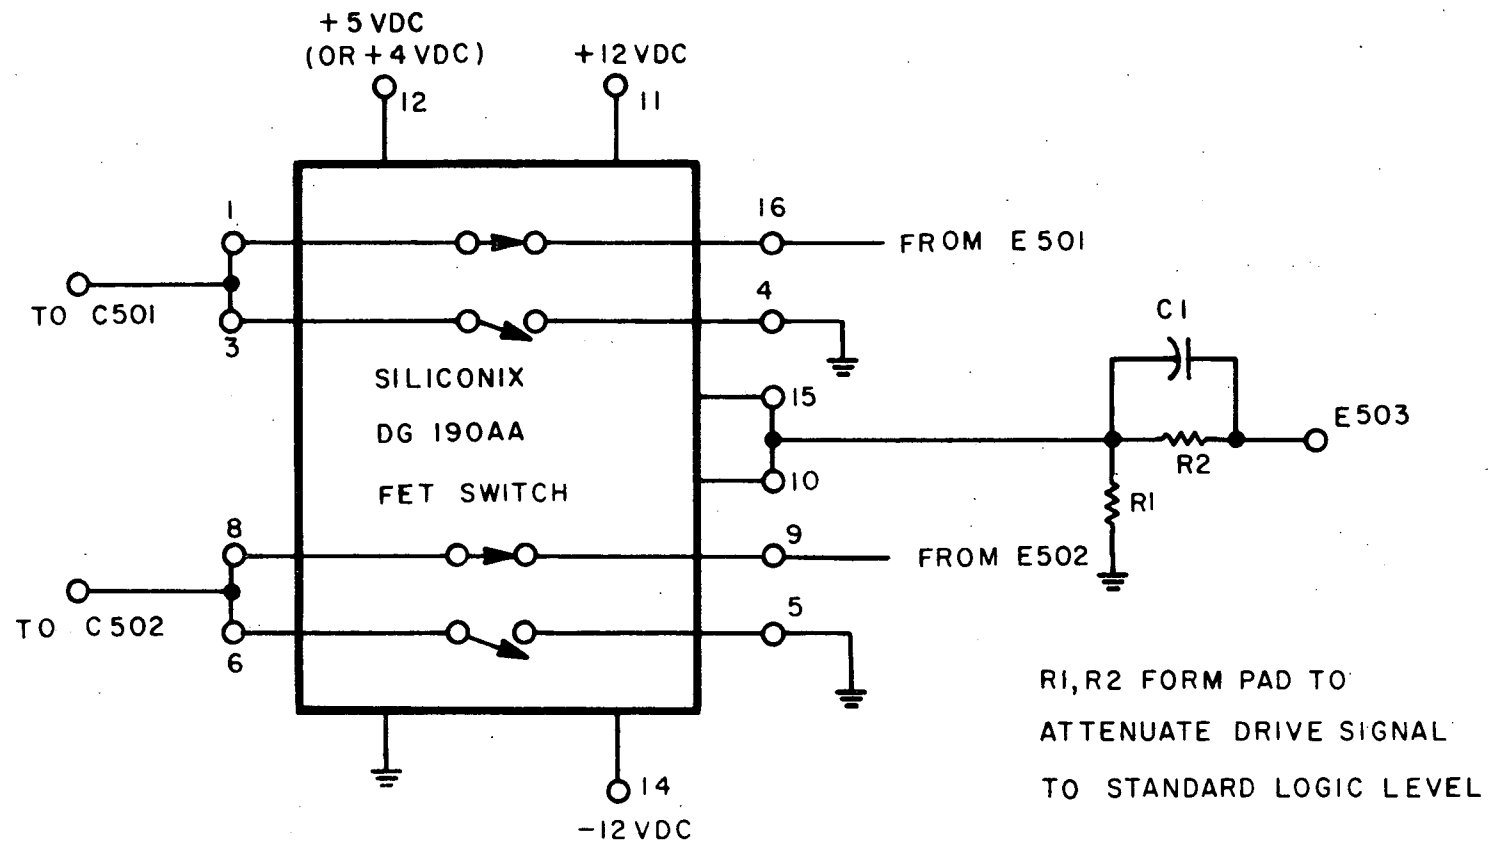 +5 VDC
(OR +4 VDC)
+12 VDC
12
11
1
16
FROM E501
TO C501
3
4
C1
SILICONIX
DG 190AA
FET SWITCH
15
10
E503
R2
R1
8
9
FROM E502
TO C502
6
5
R1, R2 FORM PAD TO
ATTENUATE DRIVE SIGNAL
TO STANDARD LOGIC LEVEL
14
-12 VDC